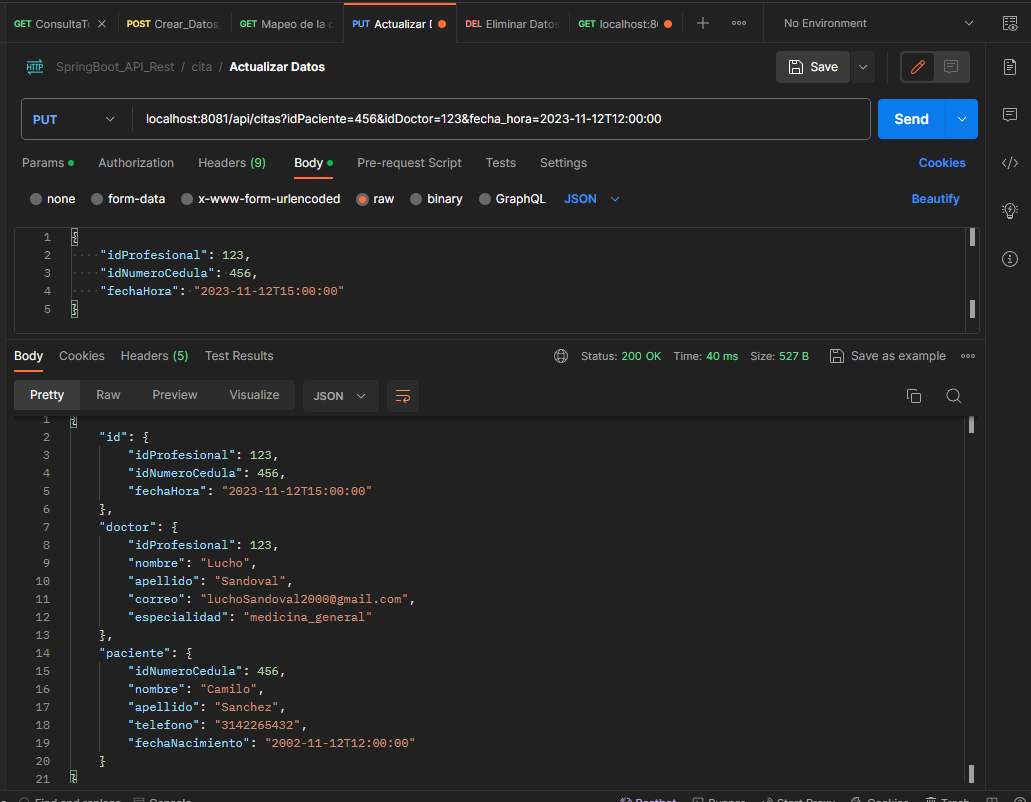 GET ConsultaTo
POST Crear_Datos_
GET Mapeo de la c
PUT Actualizar D
DEL Eliminar Datos
GET localhost:80
No Environment
HTTP SpringBoot_API_Rest / cita / Actualizar Datos
Save
PUT
localhost:8081/api/citas?idPaciente=456&idDoctor=123&fecha_hora=2023-11-12T12:00:00
Send
Params Authorization Headers (9) Body Pre-request Script Tests Settings Cookies
none form-data x-www-form-urlencoded raw binary GraphQL JSON Beautify
1 {
2 "idProfesional": 123,
3 "idNumeroCedula": 456,
4 "fechaHora": "2023-11-12T15:00:00"
5 }
Body Cookies Headers (5) Test Results Status: 200 OK Time: 40 ms Size: 527 B Save as example
Pretty Raw Preview Visualize JSON
1 {
2 "id": {
3 "idProfesional": 123,
4 "idNumeroCedula": 456,
5 "fechaHora": "2023-11-12T15:00:00"
6 },
7 "doctor": {
8 "idProfesional": 123,
9 "nombre": "Lucho",
10 "apellido": "Sandoval",
11 "correo": "luchoSandoval2000@gmail.com",
12 "especialidad": "medicina_general"
13 },
14 "paciente": {
15 "idNumeroCedula": 456,
16 "nombre": "Camilo",
17 "apellido": "Sanchez",
18 "telefono": "3142265432",
19 "fechaNacimiento": "2002-11-12T12:00:00"
20 }
21 }
Find and replace Console Postbot Runner Start Proxy Cookies Trash